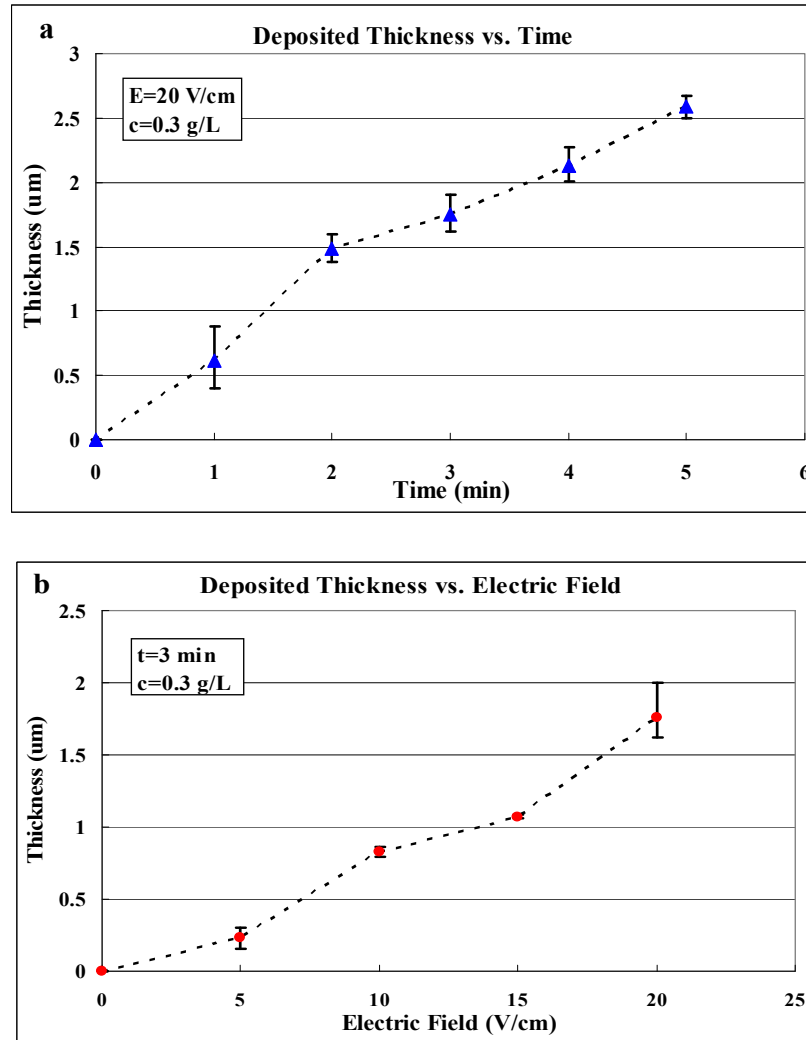 a
Deposited Thickness vs. Time
E=20 V/cm
c=0.3 g/L
Thickness (um)
3
2.5
2
1.5
1
0.5
0
0 1 2 3 4 5 6
Time (min)
b
Deposited Thickness vs. Electric Field
t=3 min
c=0.3 g/L
Thickness (um)
2.5
2
1.5
1
0.5
0
0 5 10 15 20 25
Electric Field (V/cm)